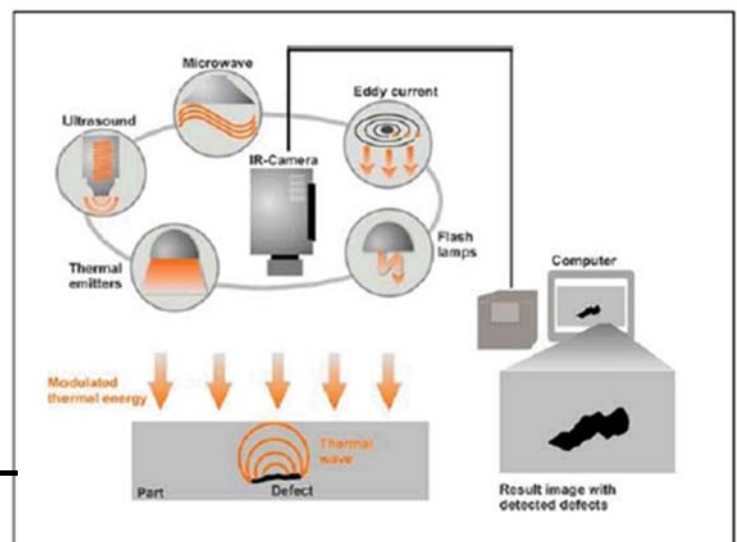 Microwave
Eddy current
Ultrasound
IR-Camera
Flash
lamps
Thermal
emitters
Computer
Modulated
thermal energy
Thermal
wave
Part
Defect
Result image with
detected defects